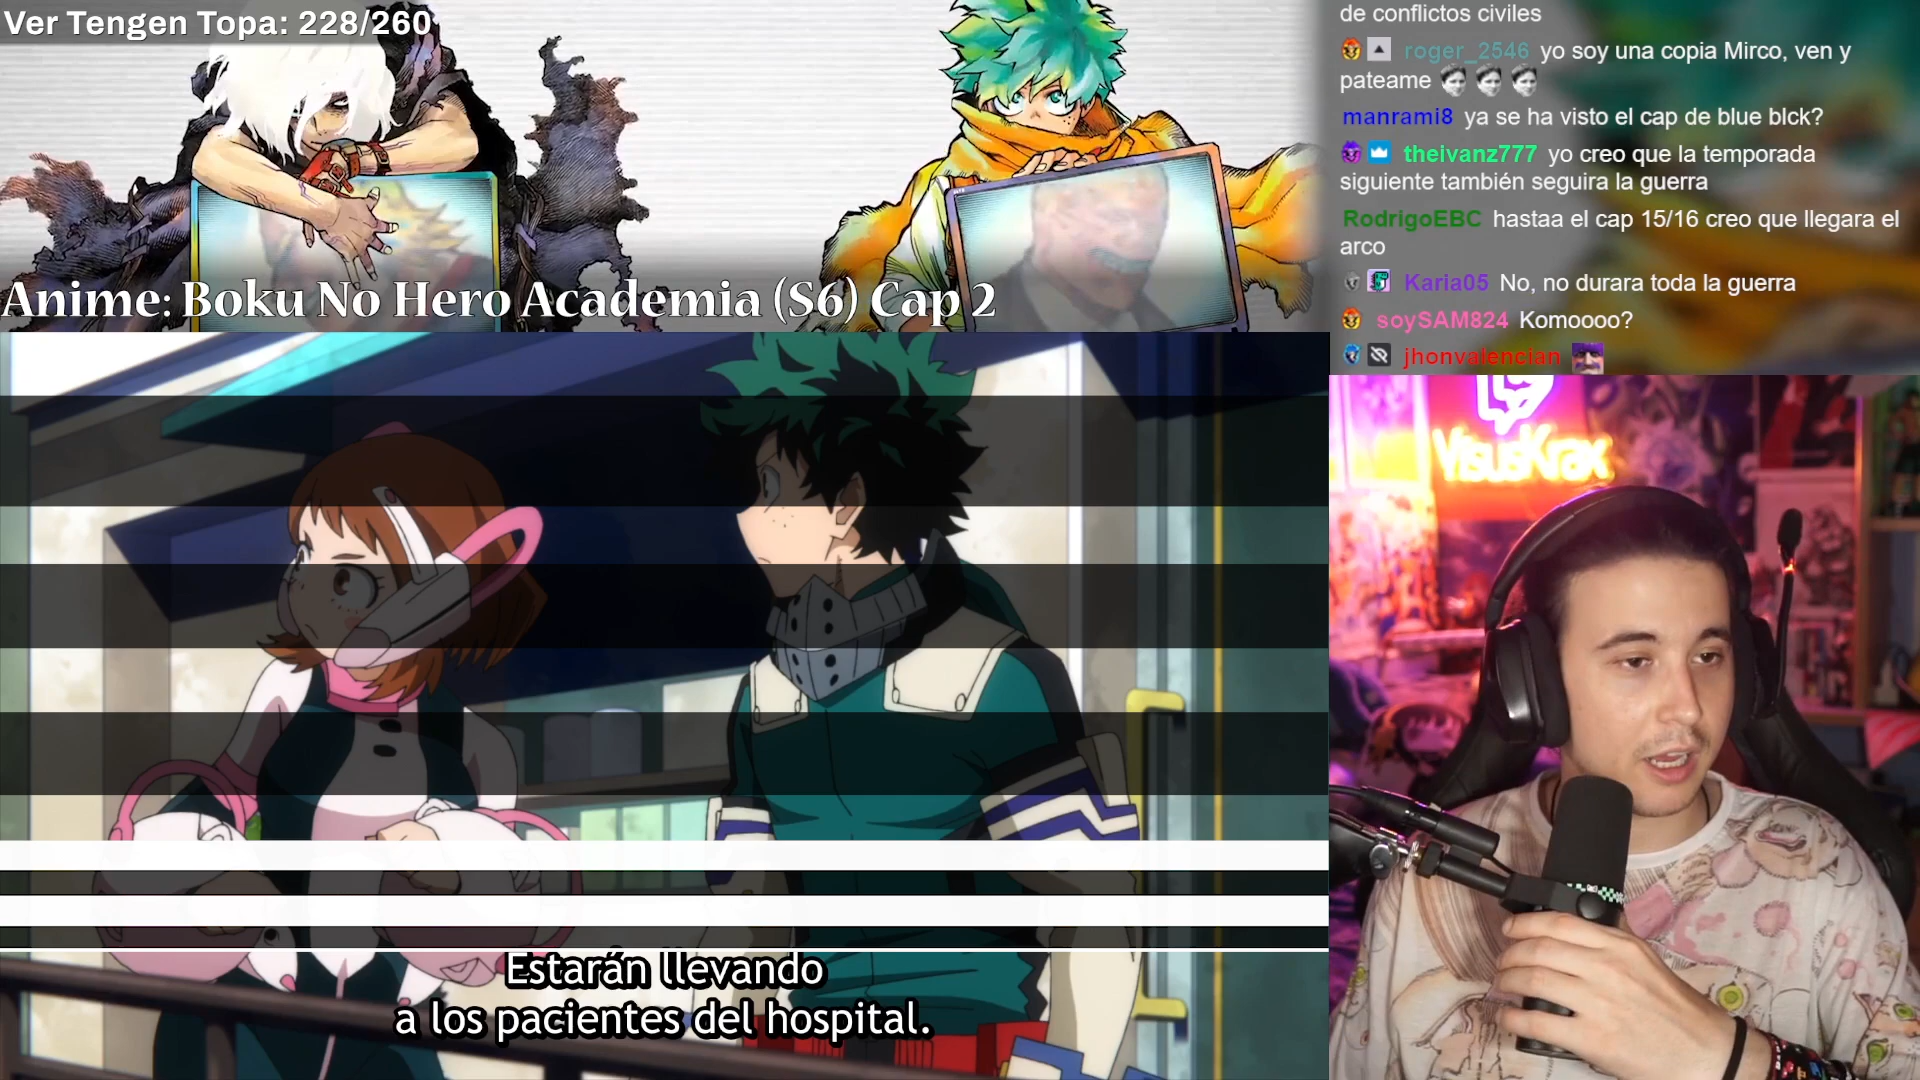 Ver Tengen Topa: 228/260
Anime: Boku No Hero Academia (S6) Cap 2
de conflictos civiles
roger_2546 yo soy una copia Mirco, ven y
pateame
manrami8 ya se ha visto el cap de blue blck?
theivanz777 yo creo que la temporada
siguiente también seguira la guerra
RodrigoEBC hastaa el cap 15/16 creo que llegara el
arco
Karia05 No, no durara toda la guerra
soySAM824 Komoooo?
jhonvalencian
VisusKrax
Estarán llevando
a los pacientes del hospital.